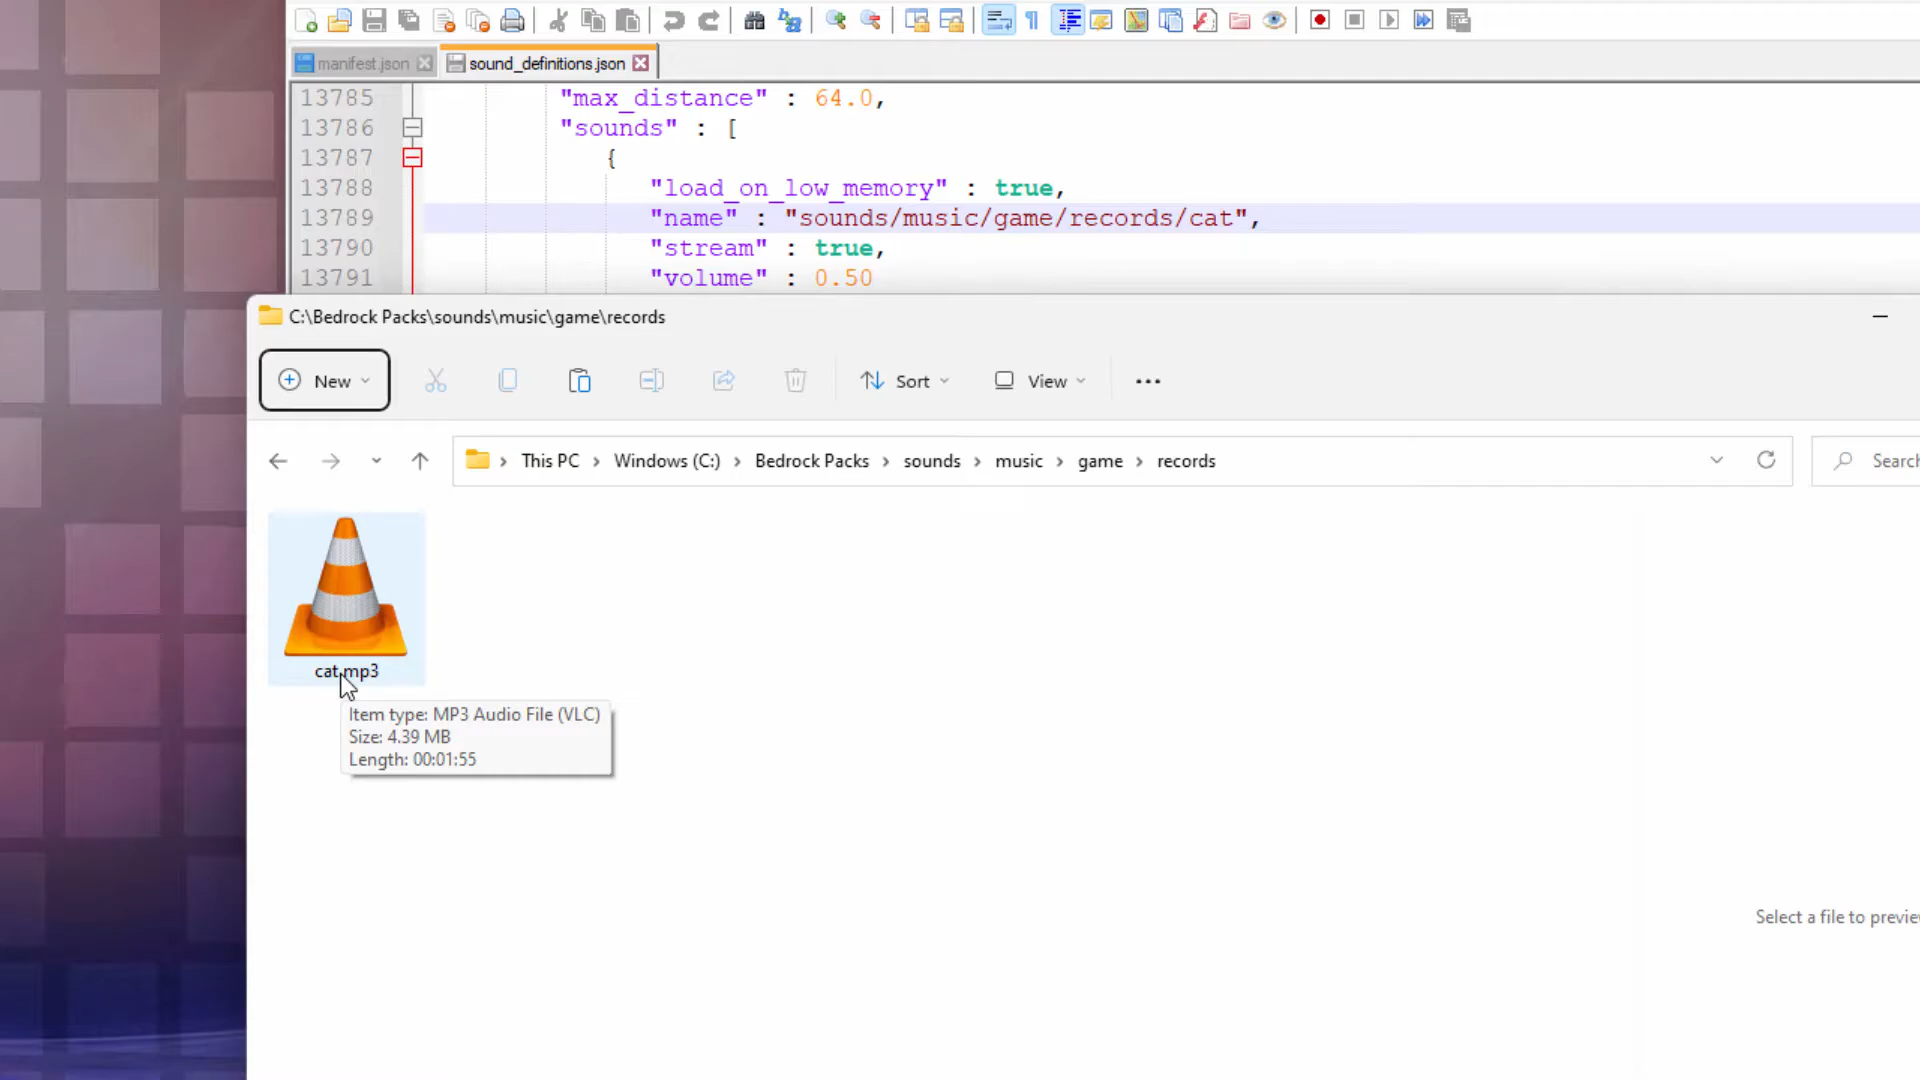 manifest.json
sound_definitions.json
13785 "max_distance" : 64.0,
13786 "sounds" : [
13787 {
13788 "load_on_low_memory" : true,
13789 "name" : "sounds/music/game/records/cat",
13790 "stream" : true,
13791 "volume" : 0.50
C:\Bedrock Packs\sounds\music\game\records
New Sort View
This PC Windows (C:) Bedrock Packs sounds music game records
Search
cat.mp3
Item type: MP3 Audio File (VLC)
Size: 4.39 MB
Length: 00:01:55
Select a file to previe